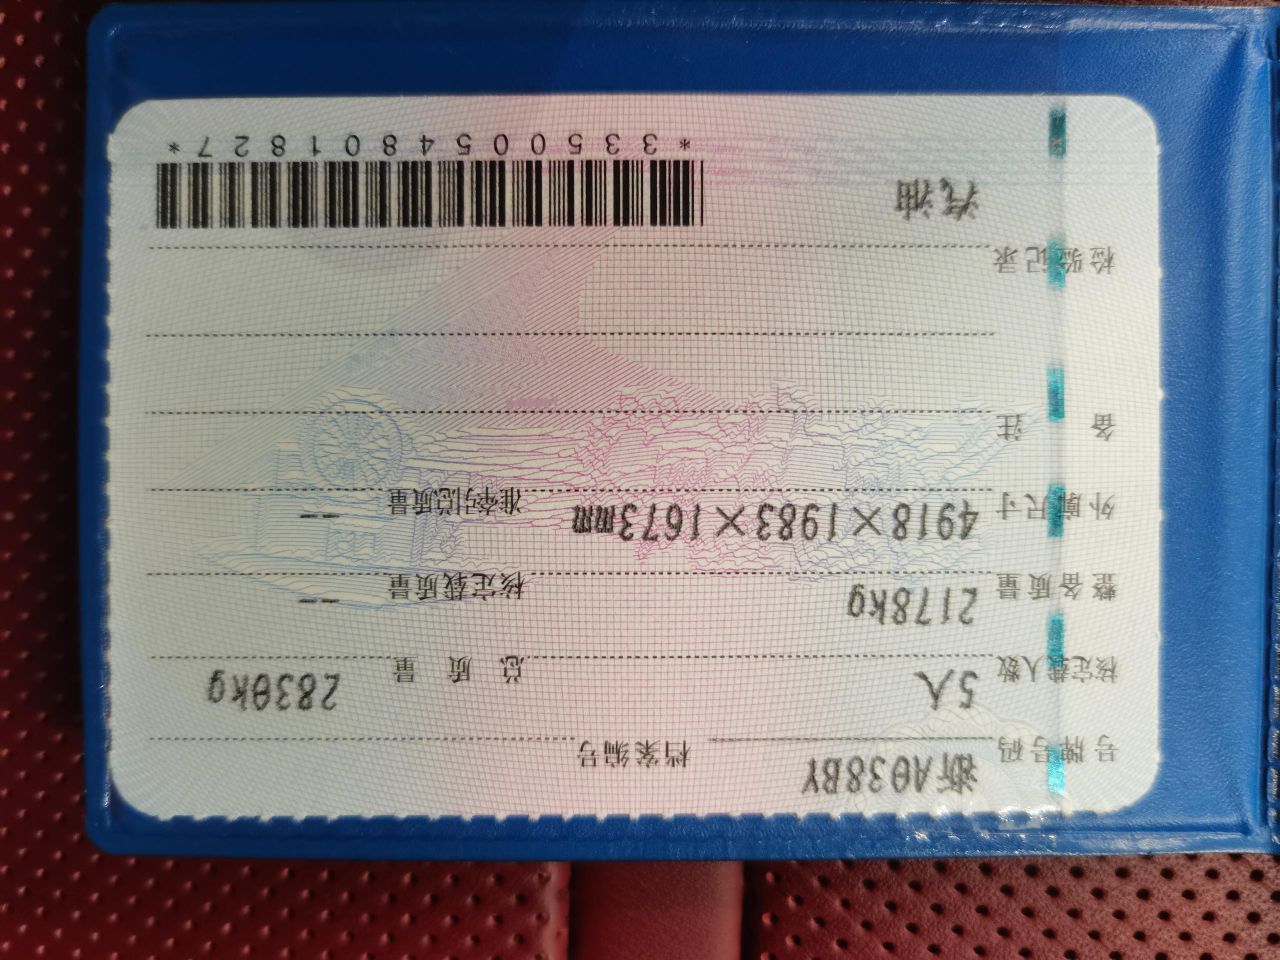 号牌号码 浙A038BY 档案编号
核定载人数 5人 总质量 2830kg
整备质量 2178kg 核定载质量 --
外廓尺寸 4918×1983×1673mm 准牵引总质量 --
备注
检验记录
汽油
*3350054801827*